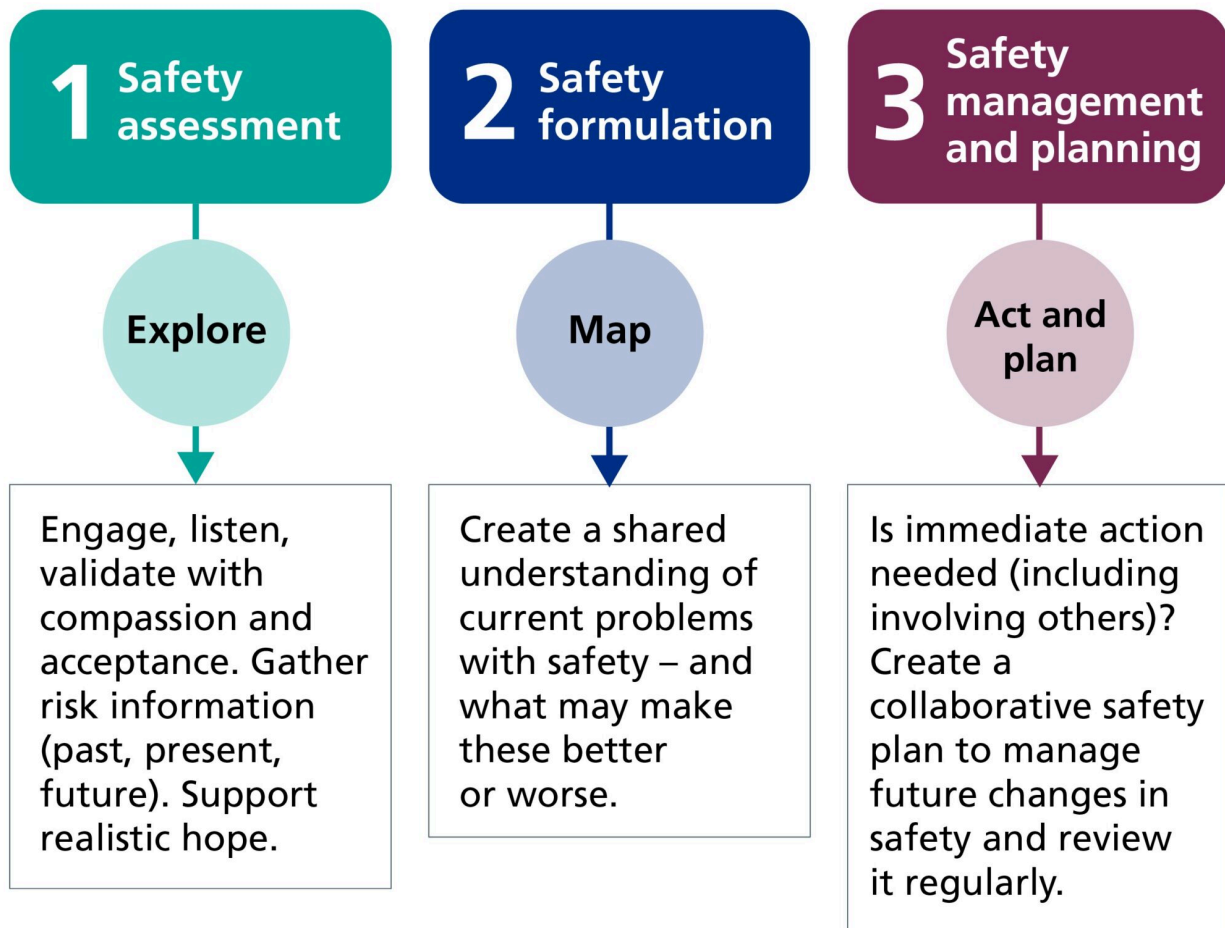 1 Safety
assessment
Explore
Engage, listen,
validate with
compassion and
acceptance. Gather
risk information
(past, present,
future). Support
realistic hope.
2 Safety
formulation
Map
Create a shared
understanding of
current problems
with safety – and
what may make
these better
or worse.
3 Safety
management
and planning
Act and
plan
Is immediate action
needed (including
involving others)?
Create a
collaborative safety
plan to manage
future changes in
safety and review
it regularly.